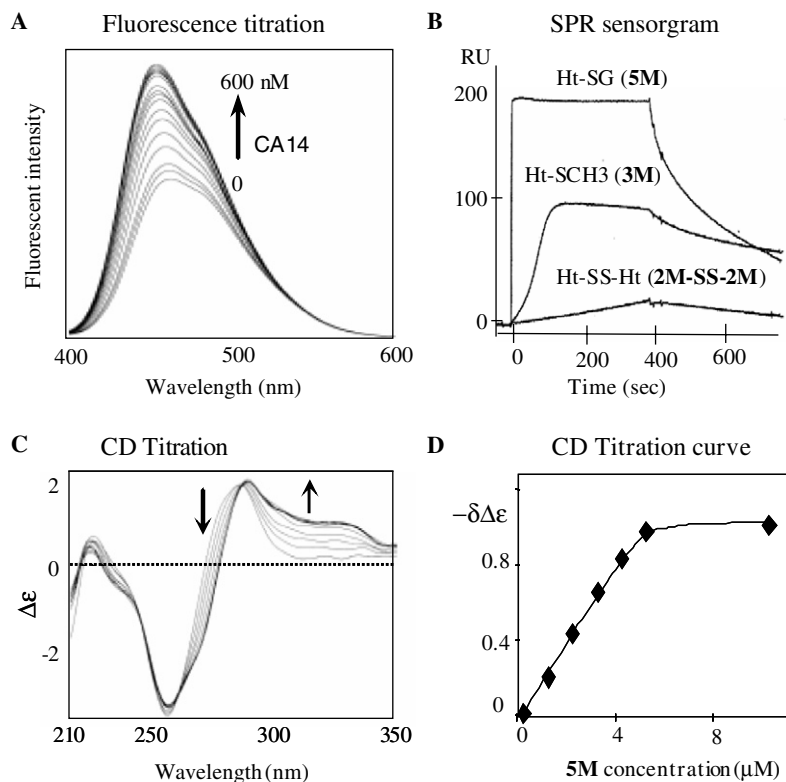 A Fluorescence titration
Fluorescent intensity
600 nM
CA14
0
400 500 600
Wavelength (nm)
B SPR sensorgram
RU
200
100
0
Ht-SG (5M)
Ht-SCH3 (3M)
Ht-SS-Ht (2M-SS-2M)
0 200 400 600
Time (sec)
C CD Titration
Δε
2
0
-2
210 250 300 350
Wavelength (nm)
D CD Titration curve
−δΔε
0.8
0.4
0
0 4 8
5M concentration (μM)